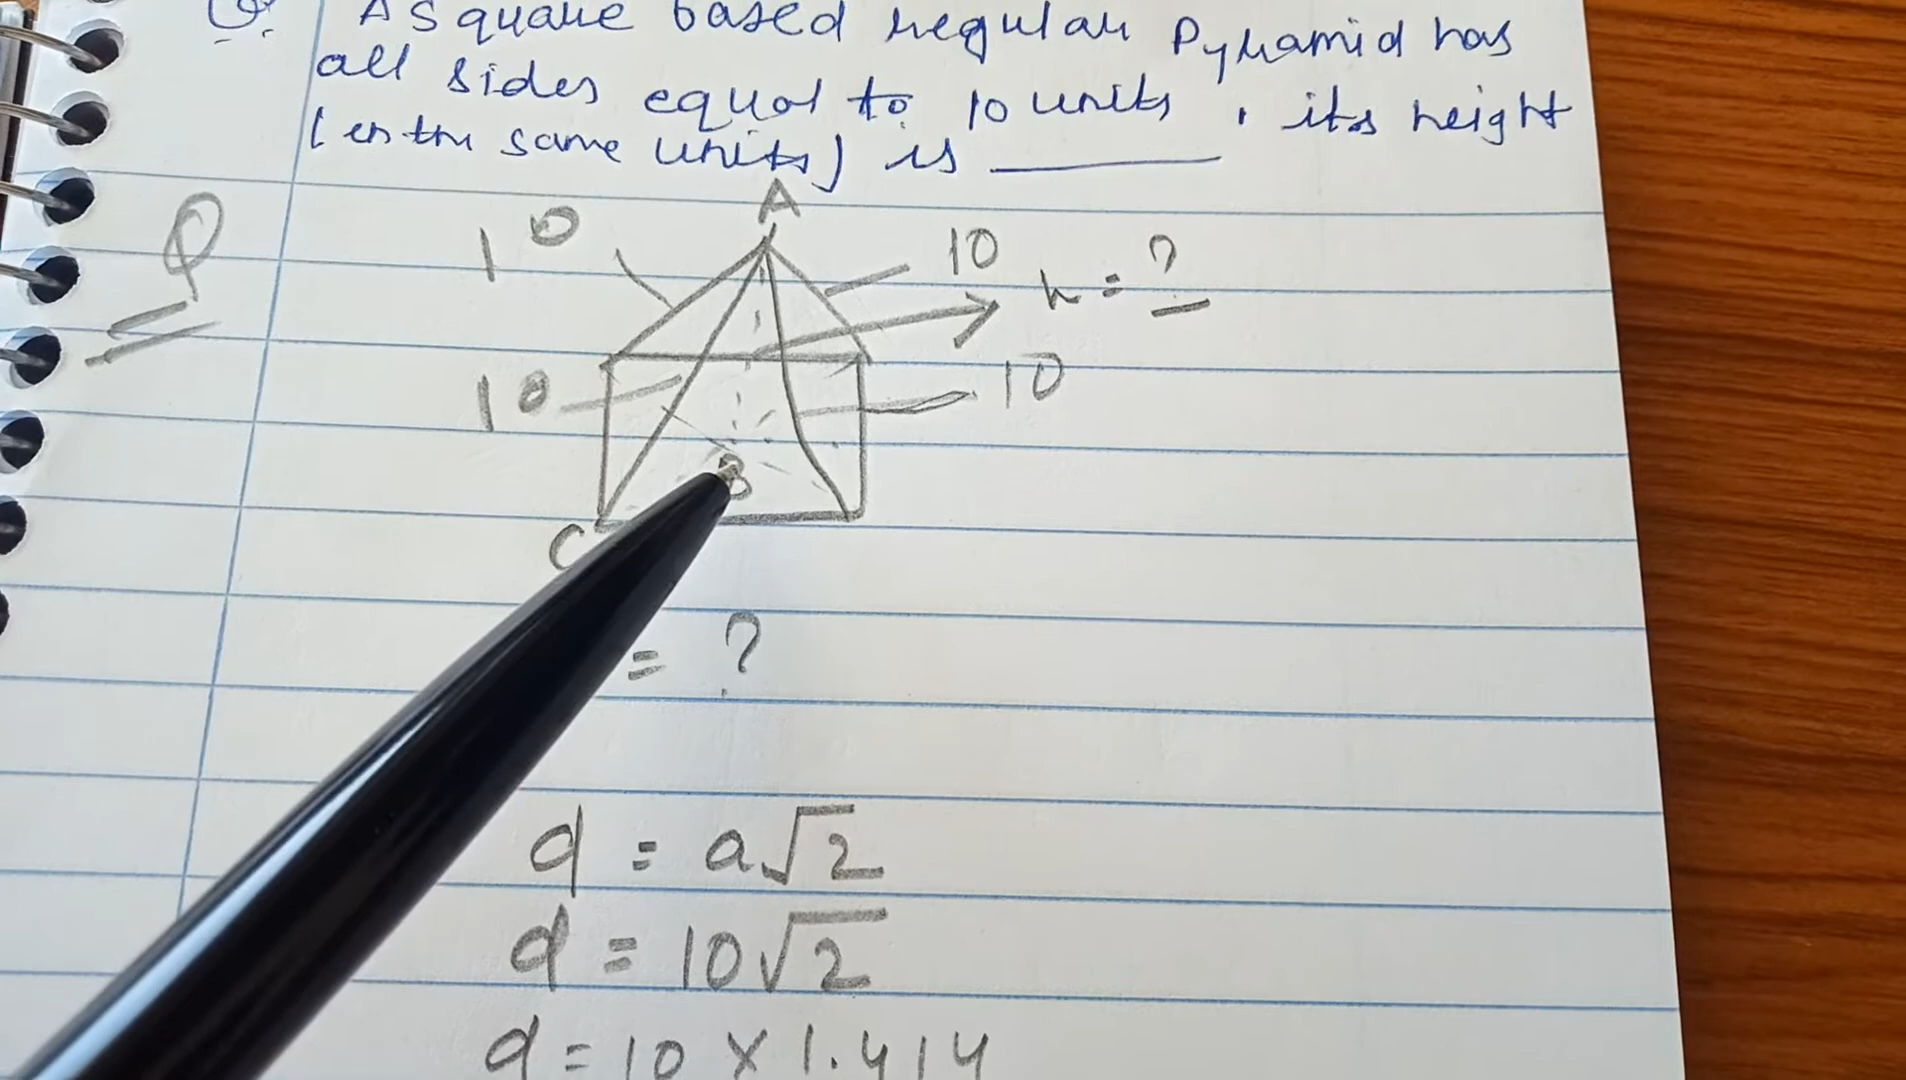 Q. A square based regular Pyramid has
all sides equal to 10 units, its height
(in the same units) is ______
A
10
10
h = ?
Q
10
10
B
C
= ?
d = a√2
d = 10√2
d = 10 × 1.414